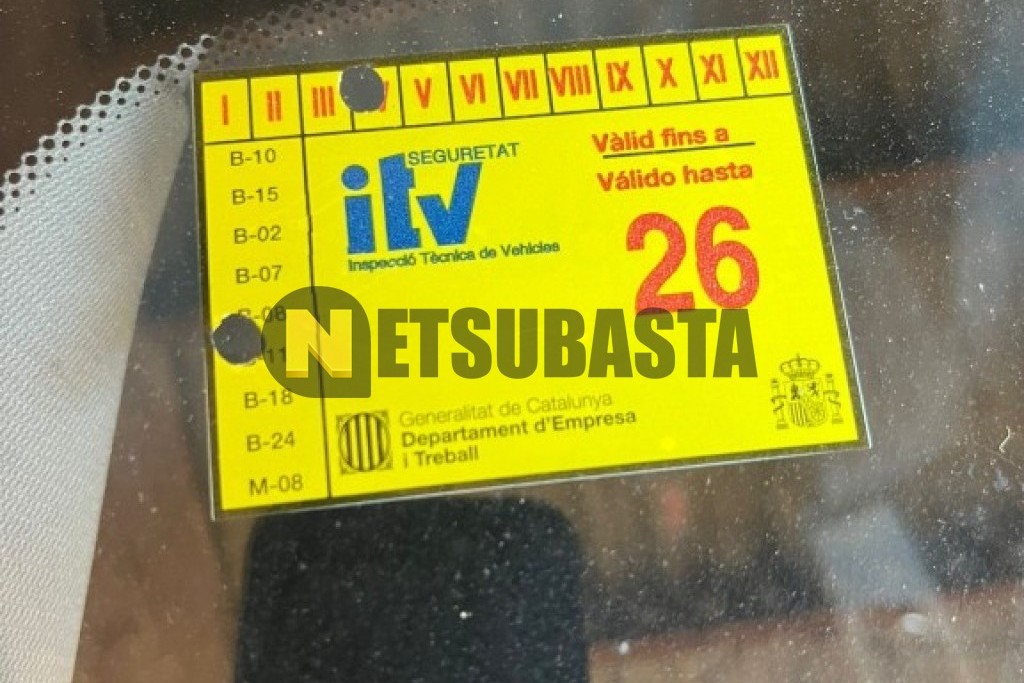 I II III V VI VII VIII IX X XI XII
B-10
B-15
B-02
B-07
B-08
B-18
B-24
M-08
SEGURETAT
itv
Inspecció Tècnica de Vehicles
Vàlid fins a
Válido hasta
26
NETSUBASTA
Generalitat de Catalunya
Departament d'Empresa
i Treball